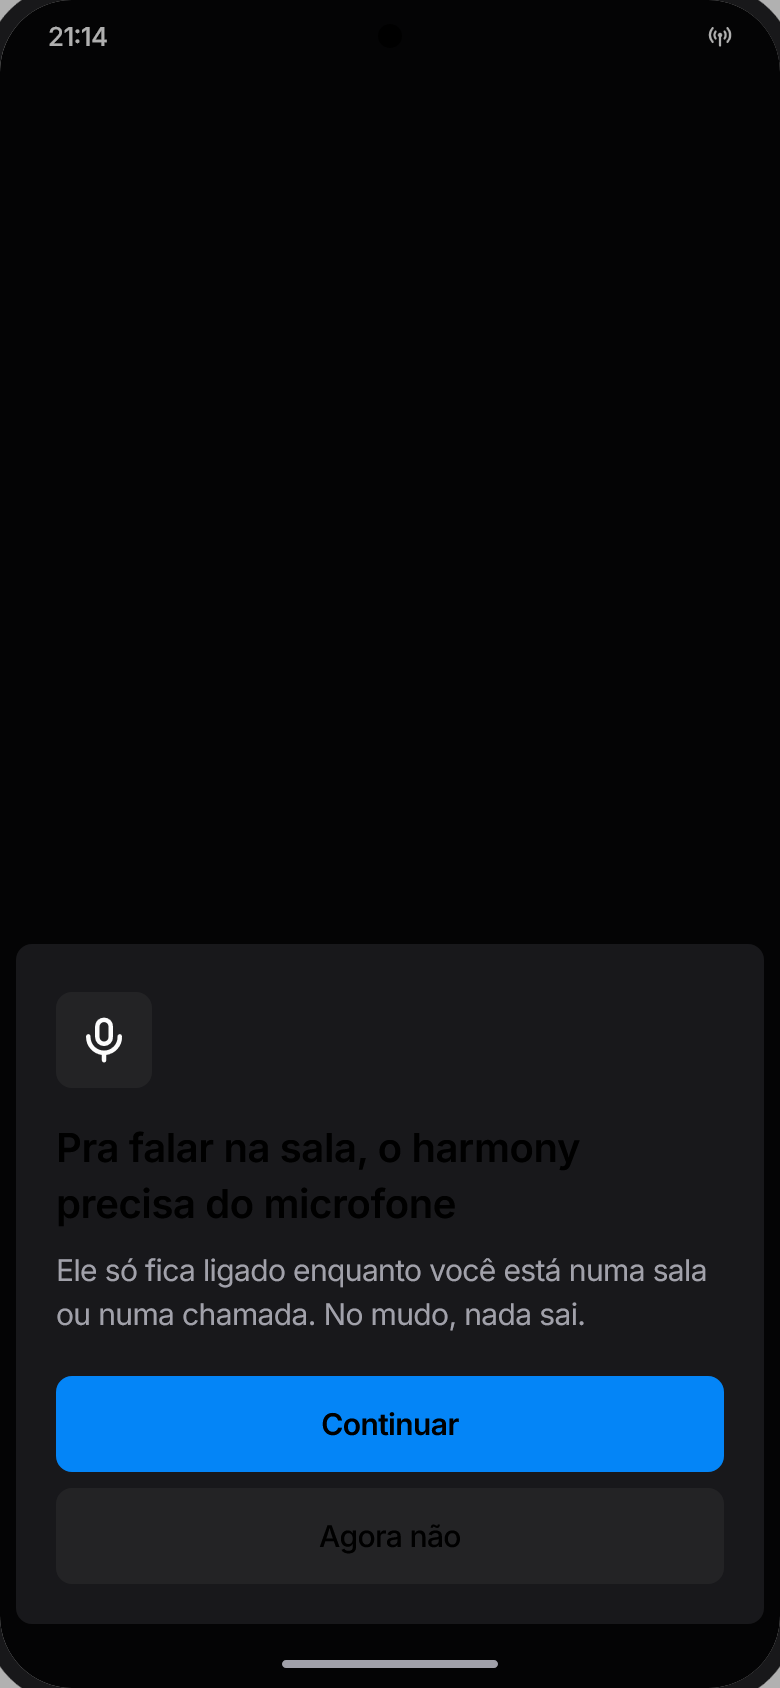 21:14
Pra falar na sala, o harmony
precisa do microfone
Ele só fica ligado enquanto você está numa sala
ou numa chamada. No mudo, nada sai.
Continuar
Agora não